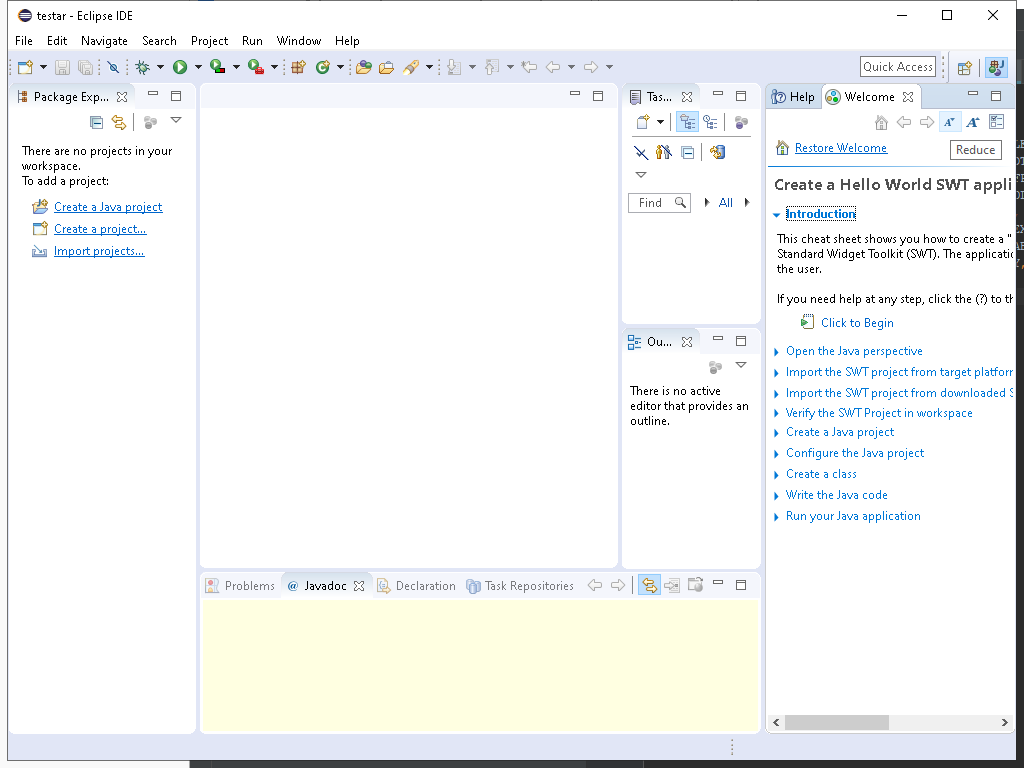 testar - Eclipse IDE
File Edit Navigate Search Project Run Window Help
Quick Access
Package Exp...
There are no projects in your
workspace.
To add a project:
Create a Java project
Create a project...
Import projects...
Tas...
Find
All
Ou...
There is no active
editor that provides an
outline.
Help Welcome
Restore Welcome
Reduce
Create a Hello World SWT appli
Introduction
This cheat sheet shows you how to create a "
Standard Widget Toolkit (SWT). The applicatio
the user.
If you need help at any step, click the (?) to th
Click to Begin
Open the Java perspective
Import the SWT project from target platfor
Import the SWT project from downloaded S
Verify the SWT Project in workspace
Create a Java project
Configure the Java project
Create a class
Write the Java code
Run your Java application
Problems @ Javadoc Declaration Task Repositories